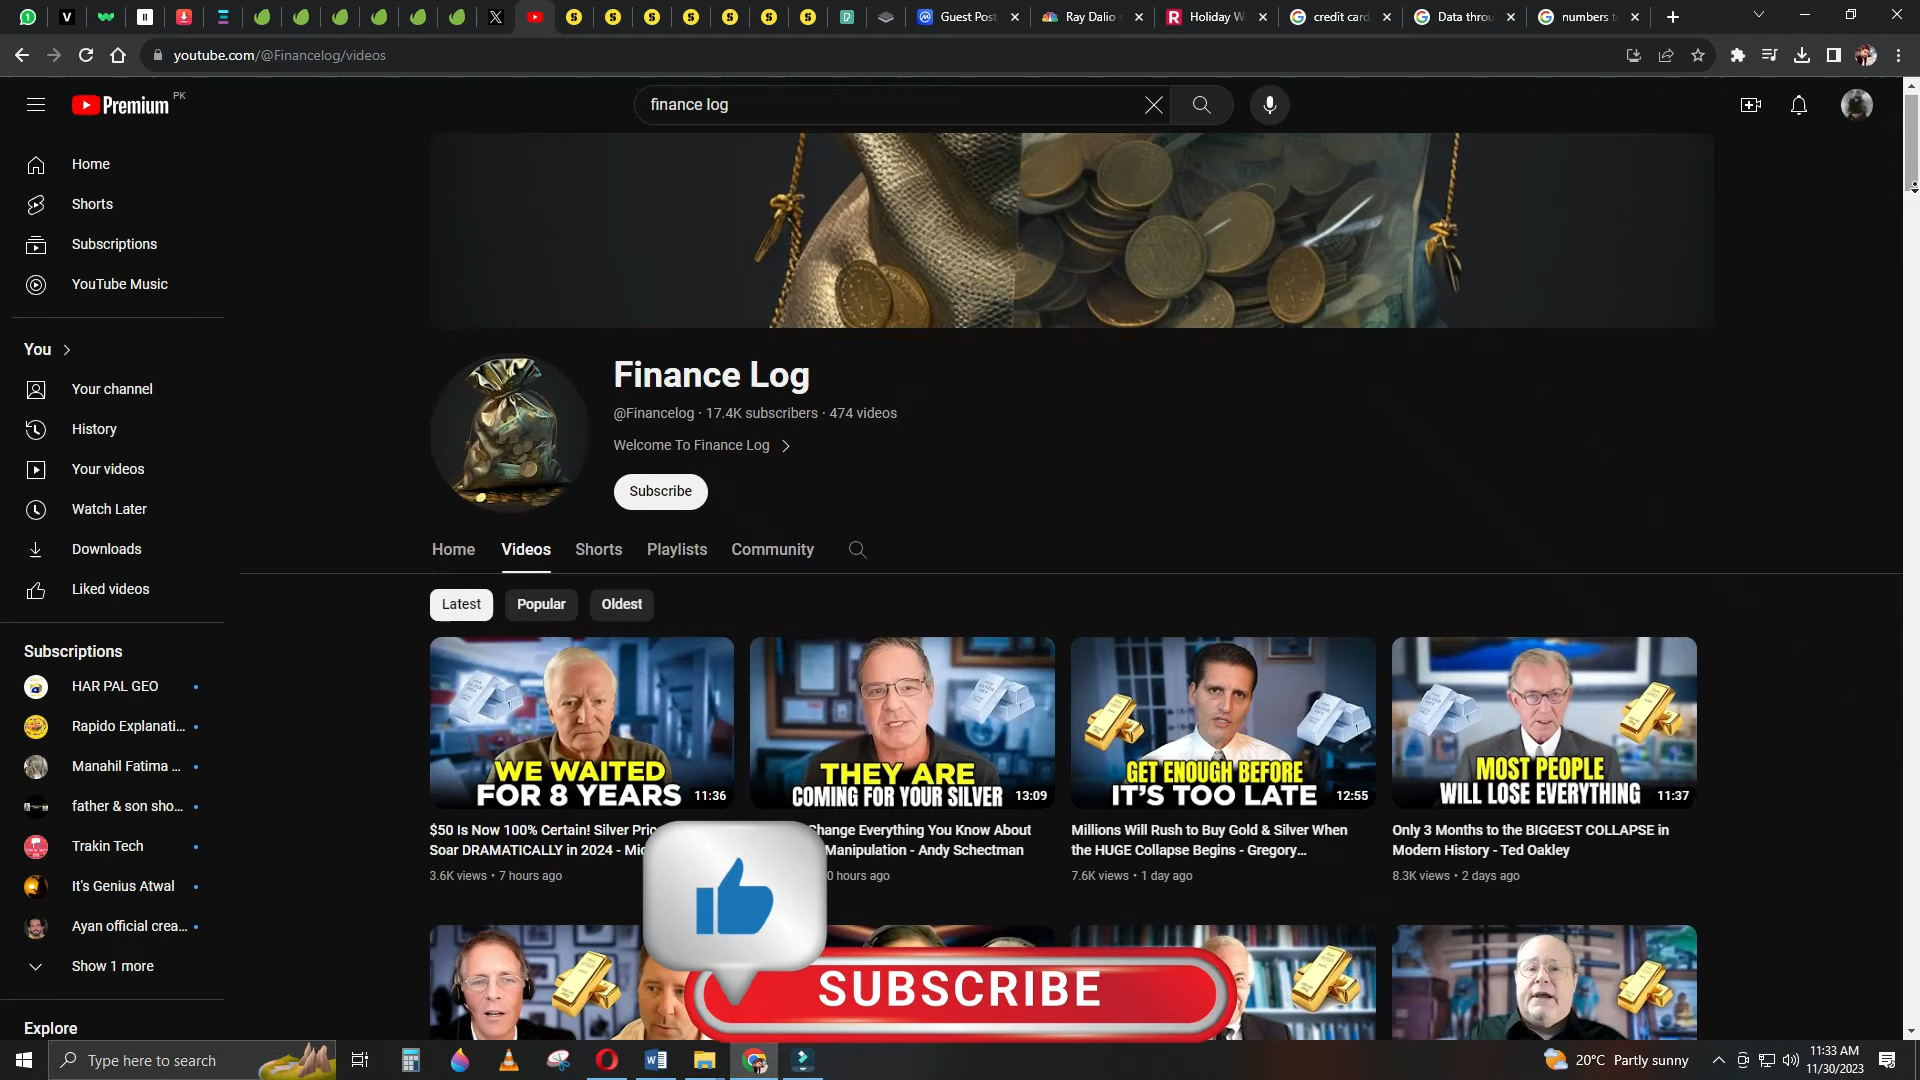 Guest Post
Ray Dalio
Holiday W
credit card
Data throu
numbers t
youtube.com/@Financelog/videos
Premium PK
finance log
Home
Shorts
Subscriptions
YouTube Music
You
Your channel
History
Your videos
Watch Later
Downloads
Liked videos
Subscriptions
HAR PAL GEO
Rapido Explanati...
Manahil Fatima ...
father & son sho...
Trakin Tech
It's Genius Atwal
Ayan official crea...
Show 1 more
Explore
Finance Log
@Financelog · 17.4K subscribers · 474 videos
Welcome To Finance Log
Subscribe
Home Videos Shorts Playlists Community
Latest Popular Oldest
WE WAITED
FOR 8 YEARS
11:36
$50 Is Now 100% Certain! Silver Pric
Soar DRAMATICALLY in 2024 - Mic
3.6K views • 7 hours ago
THEY ARE
COMING FOR YOUR SILVER
13:09
Change Everything You Know About
Manipulation - Andy Schectman
0 hours ago
GET ENOUGH BEFORE
IT'S TOO LATE
12:55
Millions Will Rush to Buy Gold & Silver When
the HUGE Collapse Begins - Gregory...
7.6K views • 1 day ago
MOST PEOPLE
WILL LOSE EVERYTHING
11:37
Only 3 Months to the BIGGEST COLLAPSE in
Modern History - Ted Oakley
8.3K views • 2 days ago
SUBSCRIBE
Type here to search
20°C Partly sunny
11:33 AM
11/30/2023